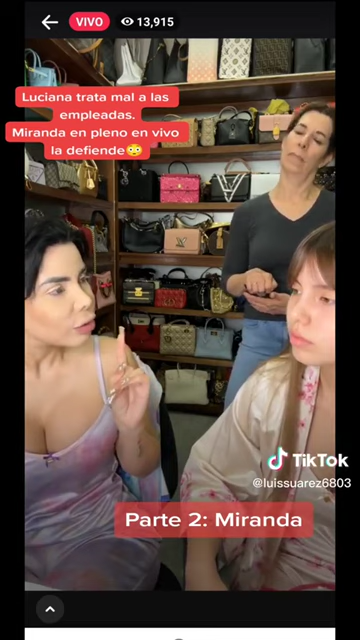 VIVO 13,915
Luciana trata mal a las
empleadas.
Miranda en pleno en vivo
la defiende😳
TikTok
@luissuarez6803
Parte 2: Miranda